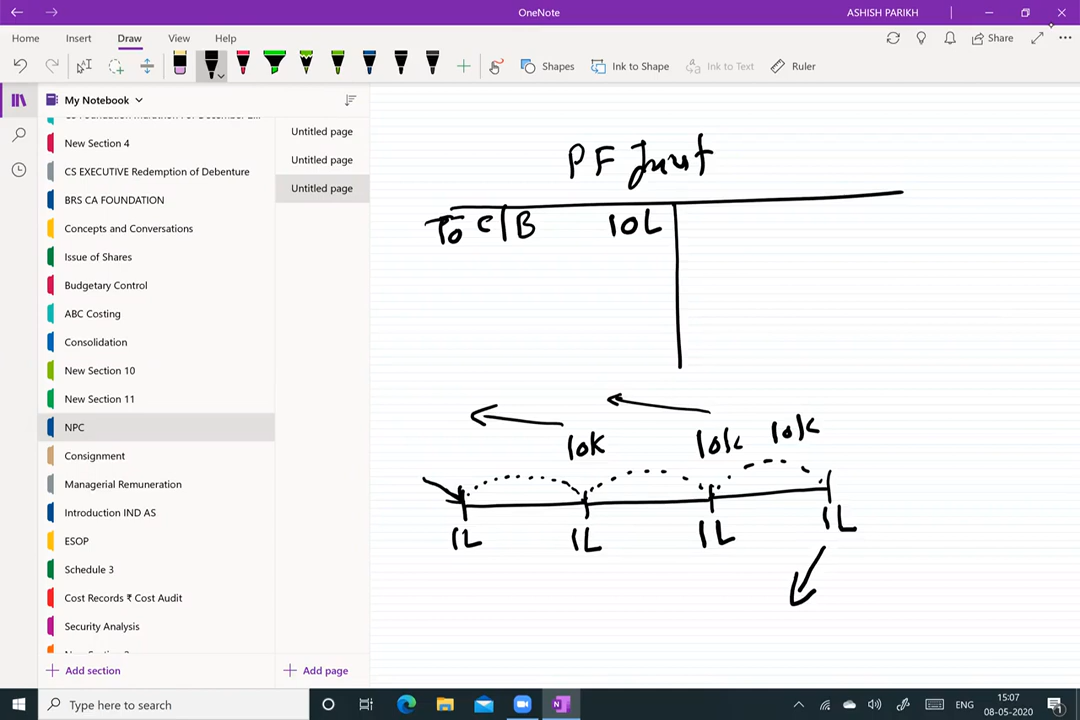 OneNote
ASHISH PARIKH
Home Insert Draw View Help
Share
Shapes
Ink to Shape
Ink to Text
Ruler
My Notebook
New Section 4
CS EXECUTIVE Redemption of Debenture
BRS CA FOUNDATION
Concepts and Conversations
Issue of Shares
Budgetary Control
ABC Costing
Consolidation
New Section 10
New Section 11
NPC
Consignment
Managerial Remuneration
Introduction IND AS
ESOP
Schedule 3
Cost Records ₹ Cost Audit
Security Analysis
Add section
Untitled page
Untitled page
Untitled page
Add page
PF
To C/B 10L
10K 10K 10K
1L 1L 1L 1L
Type here to search
ENG
15:07
08-05-2020
1